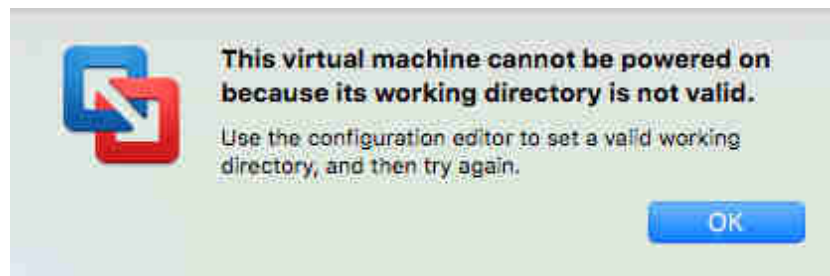 This virtual machine cannot be powered on
because its working directory is not valid.
Use the configuration editor to set a valid working
directory, and then try again.
OK